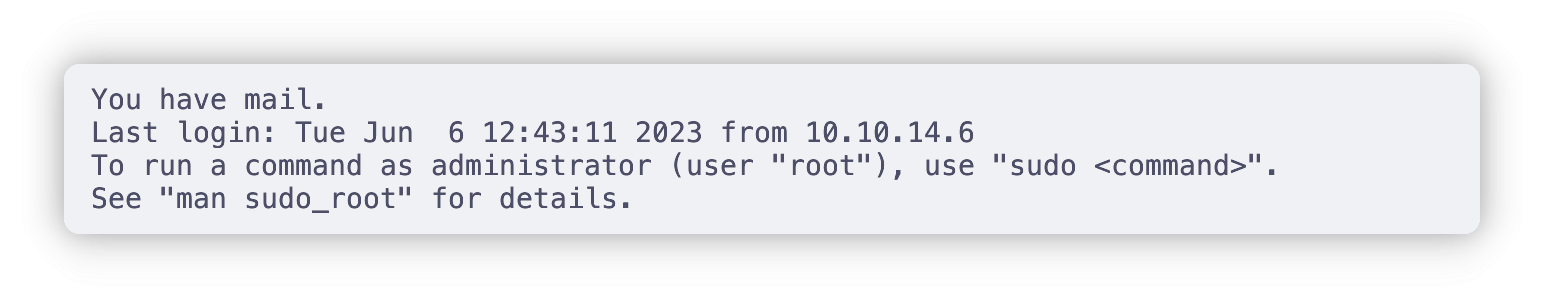 You have mail.
Last login: Tue Jun  6 12:43:11 2023 from 10.10.14.6
To run a command as administrator (user "root"), use "sudo <command>".
See "man sudo_root" for details.